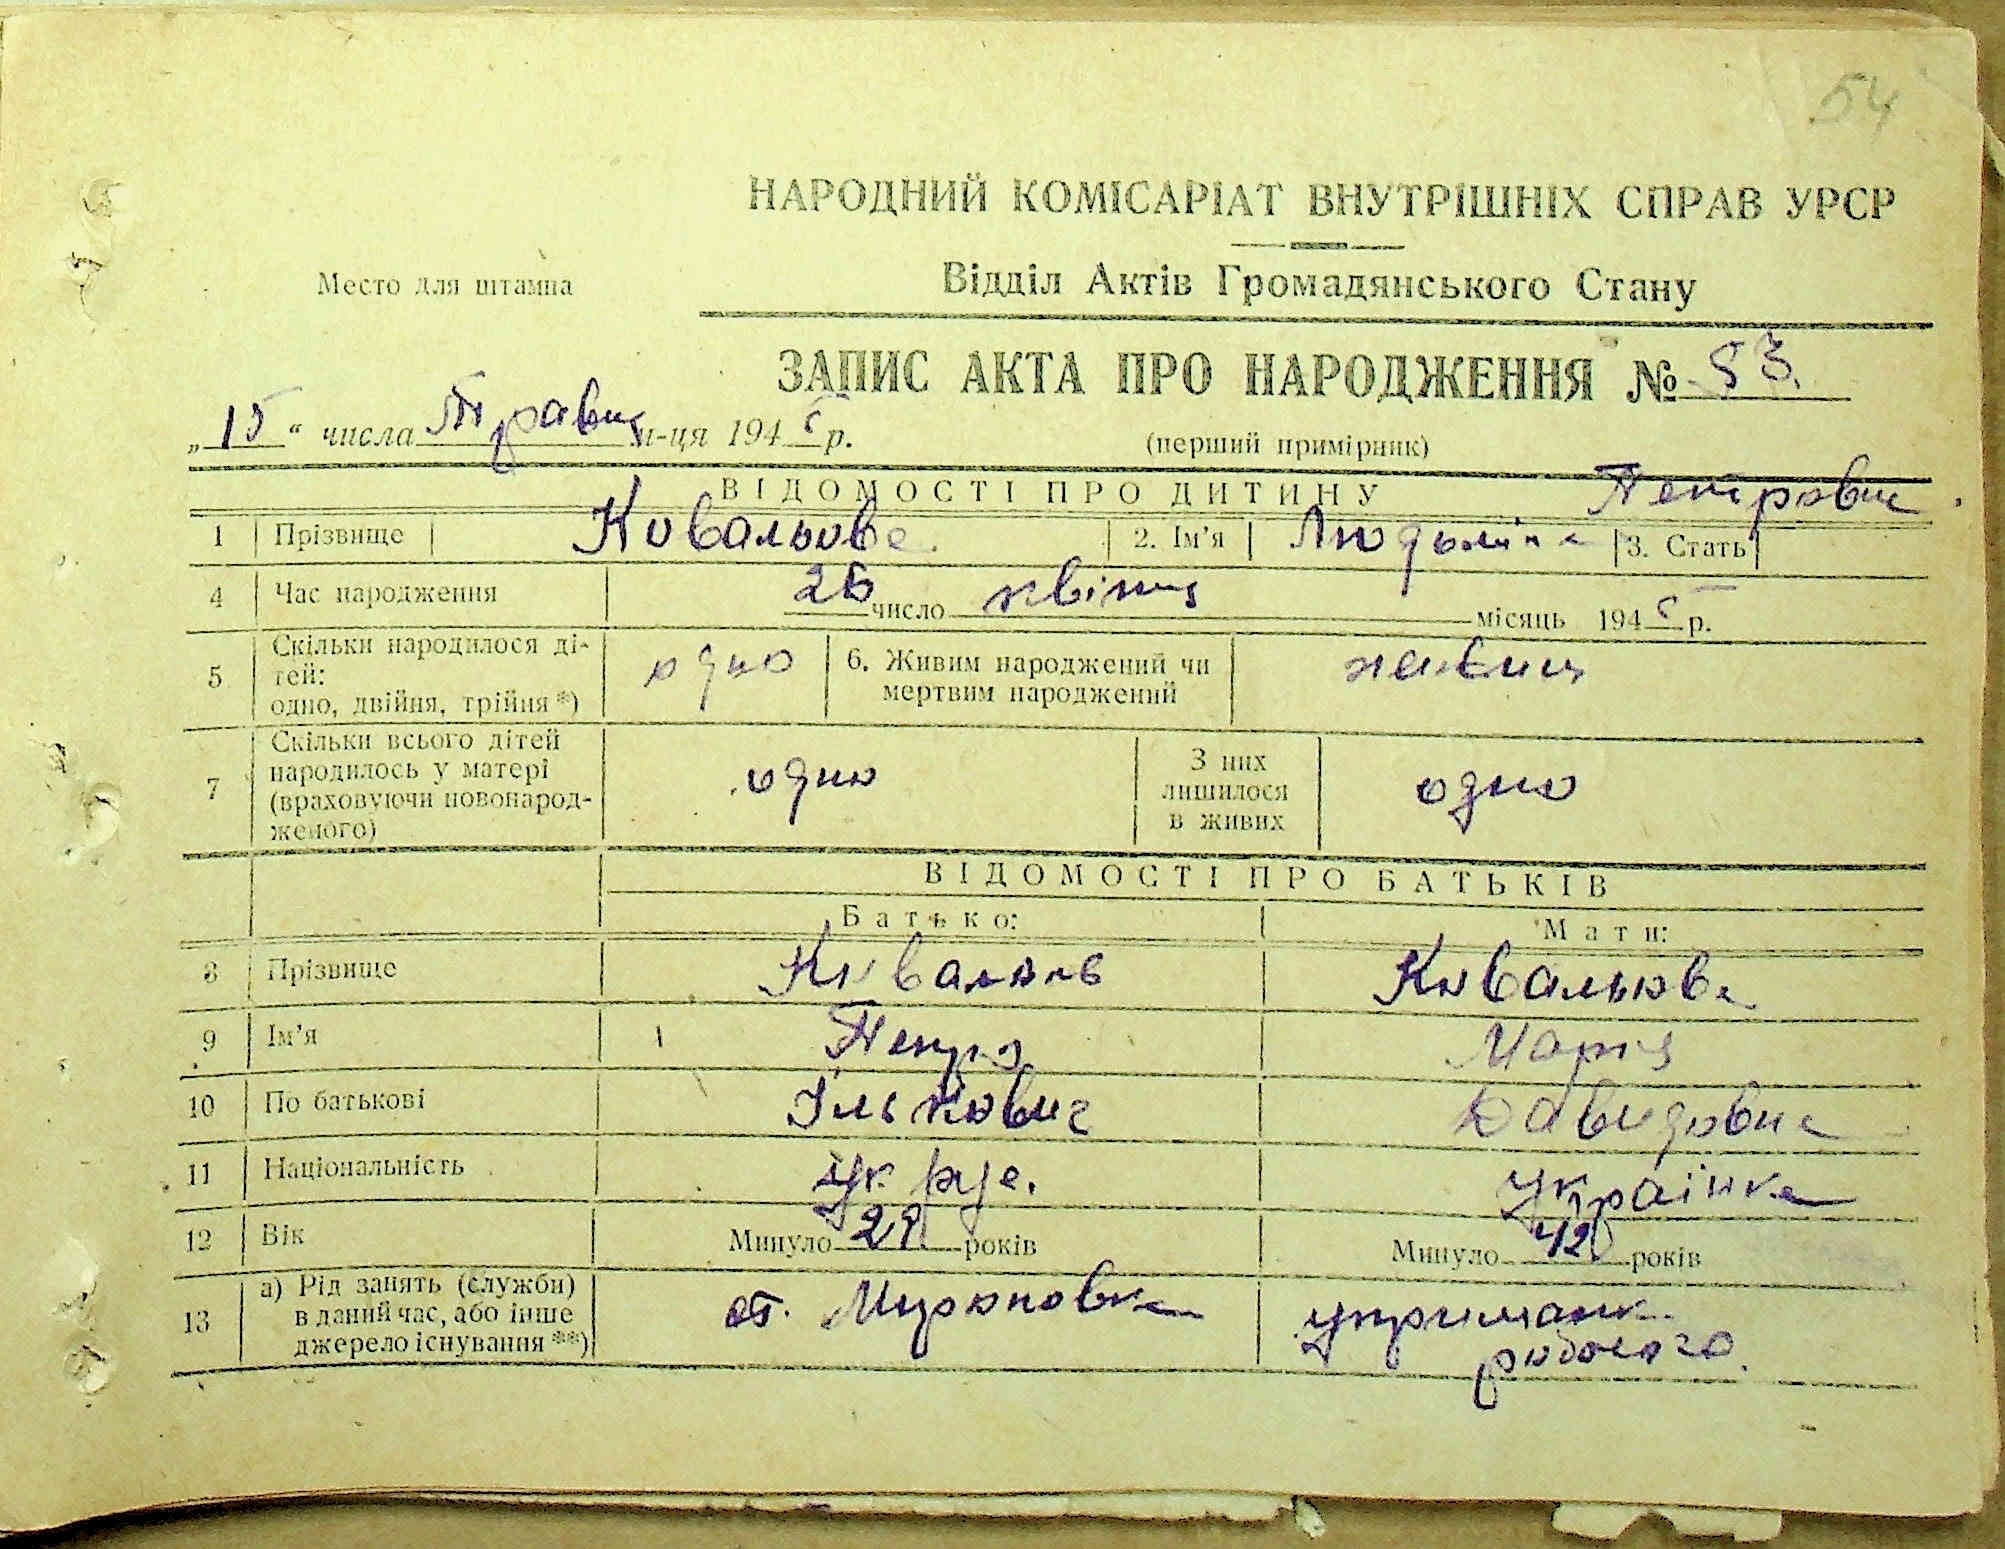 54
НАРОДНИЙ КОМІСАРІАТ ВНУТРІШНІХ СПРАВ УРСР
Место для штампа
Відділ Актів Громадянського Стану
ЗАПИС АКТА ПРО НАРОДЖЕННЯ № 53.
„15“ числа Травня м-ця 1945 р.
(перший примірник)
ВІДОМОСТІ ПРО ДИТИНУ
Петровна
1 Прізвище Ковальова 2. Ім'я Людьміла 3. Стать
4 Час народження 26 число квітня місяць 1945 р.
5 Скільки народилося дітей: одно, двійня, трійня *) одно 6. Живим народжений чи мертвим народжений живим
7 Скільки всього дітей народилось у матері (враховуючи новонародженого) одно З них лишилося в живих одно
ВІДОМОСТІ ПРО БАТЬКІВ
Батько: Мати:
8 Прізвище Ковальов Ковальова
9 Ім'я Петро Марія
10 По батькові Ількович Давидовна
11 Національність українка
12 Вік Минуло 29 років Минуло 42 років
13 а) Рід занять (служби) в даний час, або інше джерело існування **) ст. Мироновка утриманк. робочого.